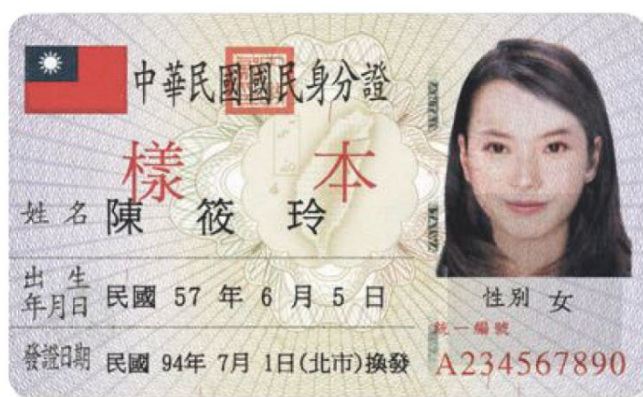 中華民國國民身分證
樣本
姓名 陳筱玲
出生年月日 民國 57 年 6 月 5 日
性別 女
統一編號
發證日期 民國 94年 7月 1日(北市)換發
A234567890